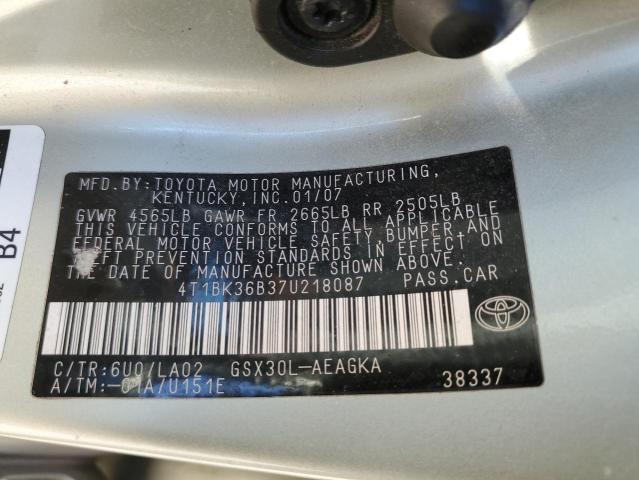 MFD.BY:TOYOTA MOTOR MANUFACTURING,
KENTUCKY,INC.01/07
GVWR 4565LB GAWR FR 2665LB RR 2505LB
THIS VEHICLE CONFORMS TO ALL APPLICABLE
FEDERAL MOTOR VEHICLE SAFETY,BUMPER,AND
THEFT PREVENTION STANDARDS IN EFFECT ON
THE DATE OF MANUFACTURE SHOWN ABOVE.
4T1BK36B37U218087 PASS.CAR
C/TR:6U0/LA02 GSX30L-AEAGKA
A/TM:-01A/U151E 38337
B4